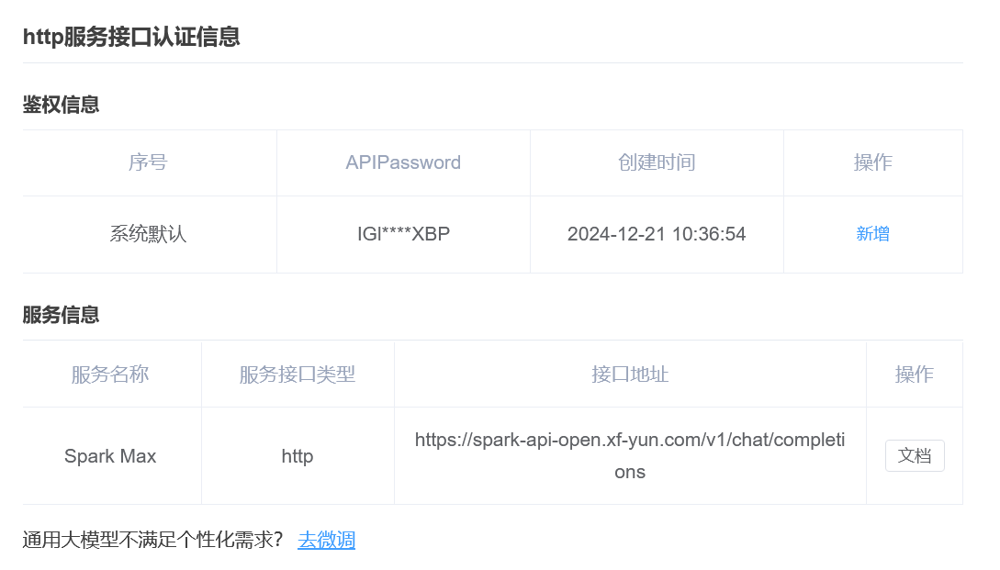 http服务接口认证信息
鉴权信息
序号 APIPassword 创建时间 操作
系统默认 IGI****XBP 2024-12-21 10:36:54 新增
服务信息
服务名称 服务接口类型 接口地址 操作
Spark Max http https://spark-api-open.xf-yun.com/v1/chat/completi
ons 文档
通用大模型不满足个性化需求? 去微调